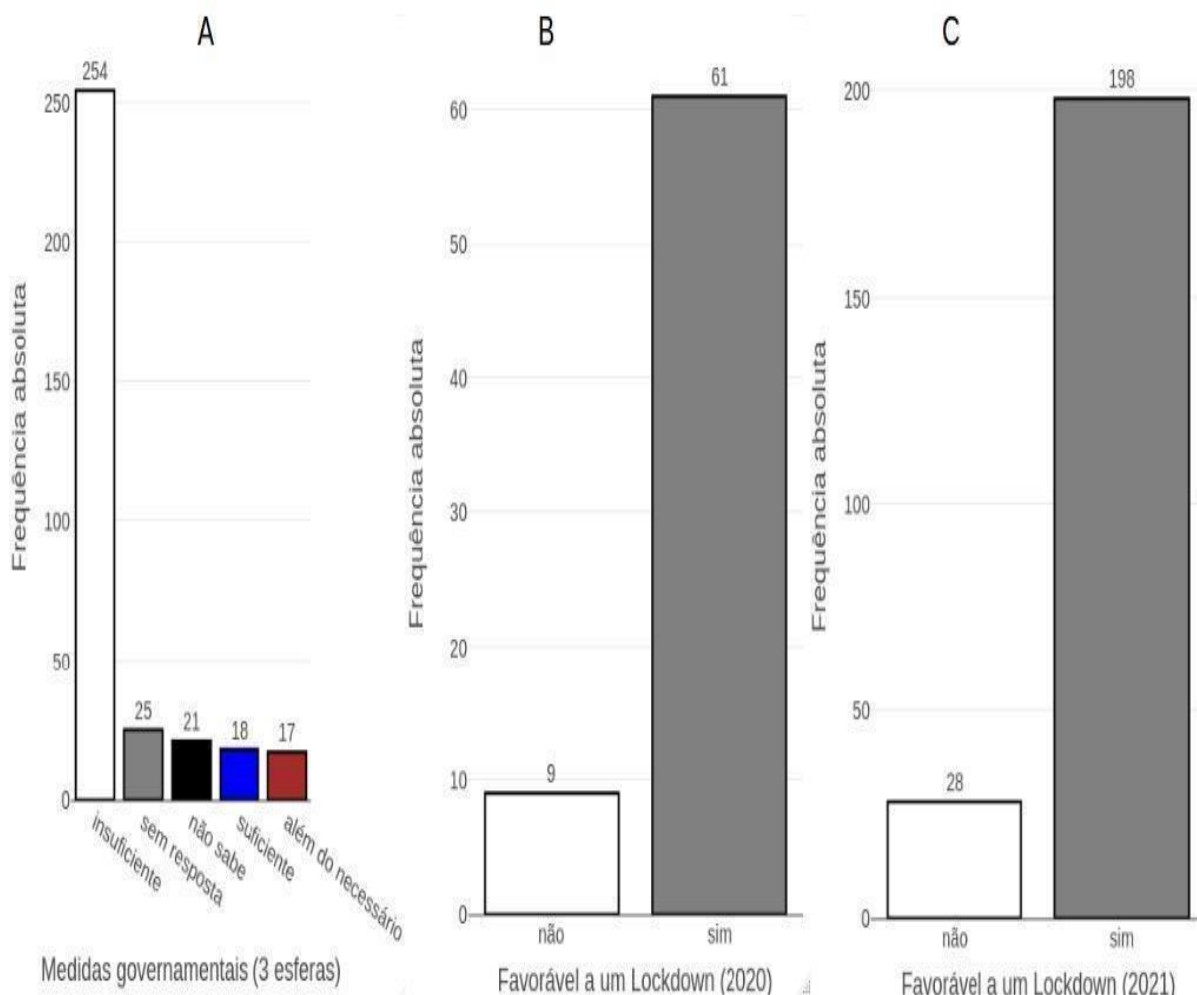 A
254
250
200
150
100
50
0
25
21
18
17
insuficiente
sem resposta
não sabe
suficiente
além do necessário
Frequência absoluta
Medidas governamentais (3 esferas)
B
61
60
50
40
30
20
10
0
9
não
sim
Frequência absoluta
Favorável a um Lockdown (2020)
C
198
200
150
100
50
0
28
não
sim
Frequência absoluta
Favorável a um Lockdown (2021)